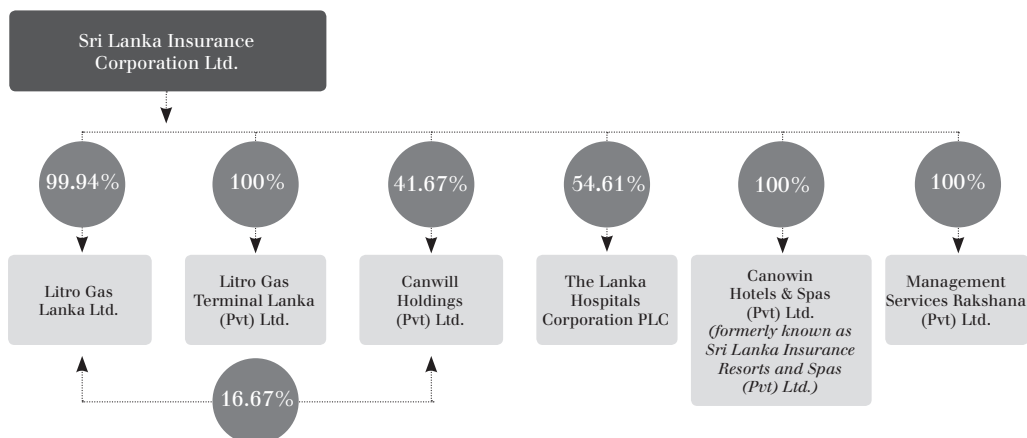 Sri Lanka Insurance
Corporation Ltd.
99.94%
100%
41.67%
54.61%
100%
100%
Litro Gas
Lanka Ltd.
Litro Gas
Terminal Lanka
(Pvt) Ltd.
Canwill
Holdings
(Pvt) Ltd.
The Lanka
Hospitals
Corporation PLC
Canowin
Hotels & Spas
(Pvt) Ltd.
(formerly known as
Sri Lanka Insurance
Resorts and Spas
(Pvt) Ltd.)
Management
Services Rakshana
(Pvt) Ltd.
16.67%